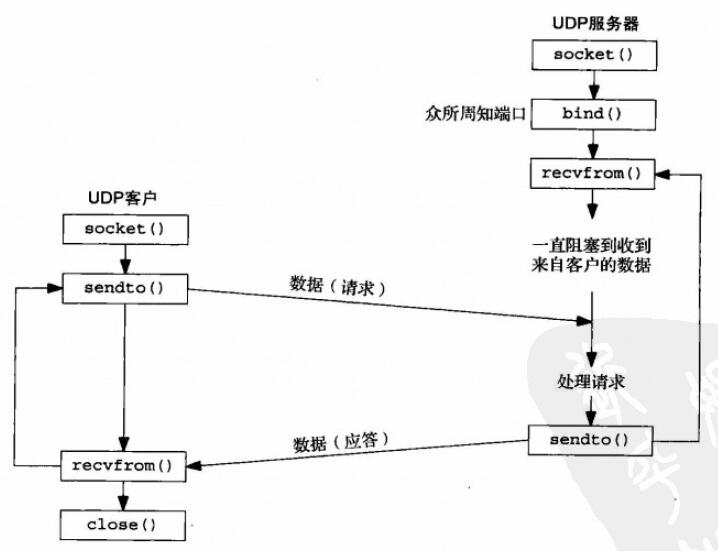 UDP服务器
socket()
众所周知端口
bind()
recvfrom()
UDP客户
socket()
一直阻塞到收到
来自客户的数据
sendto()
数据（请求）
处理请求
数据（应答）
sendto()
recvfrom()
close()